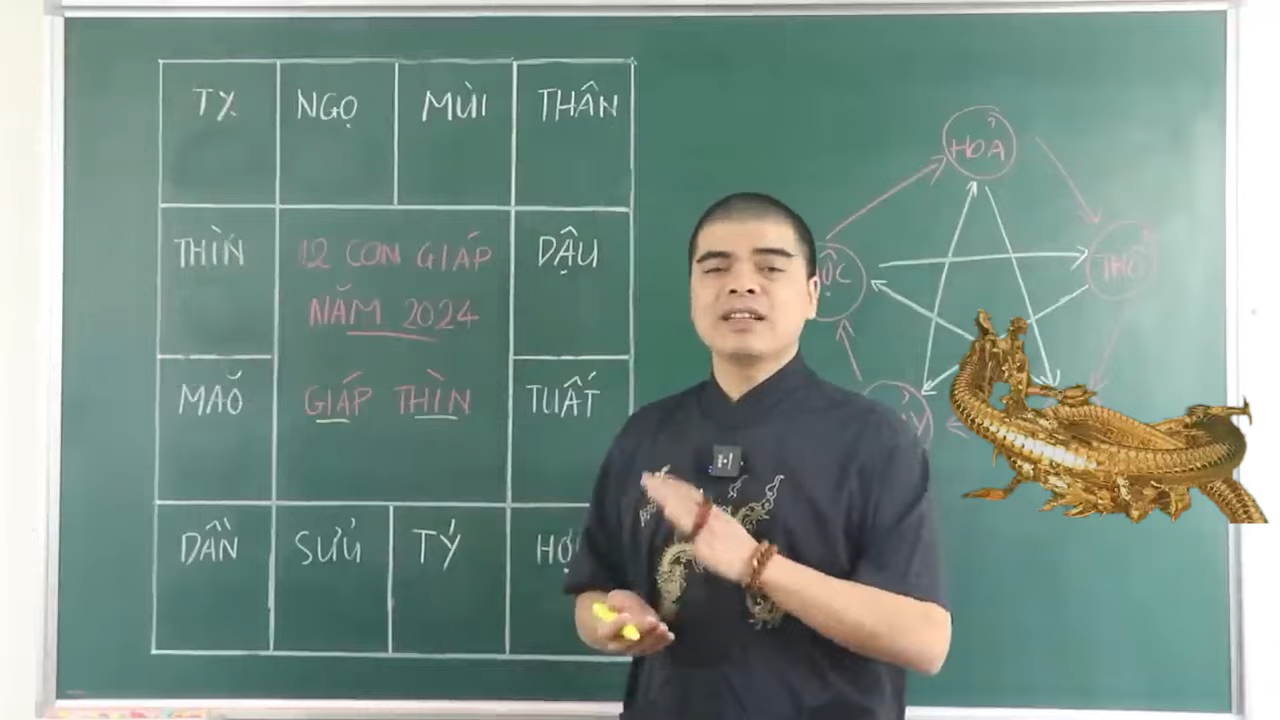 TỴ
NGỌ
MÙI
THÂN
THÌN
12 CON GIÁP
DẬU
NĂM 2024
MÃO
GIÁP THÌN
TUẤT
DẦN
SỬU
TÝ
HỎA
THỔ